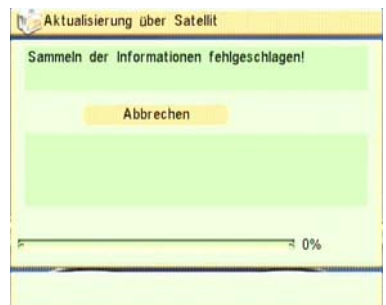 Aktualisierung über Satellit
Sammeln der Informationen fehlgeschlagen!
Abbrechen
0%